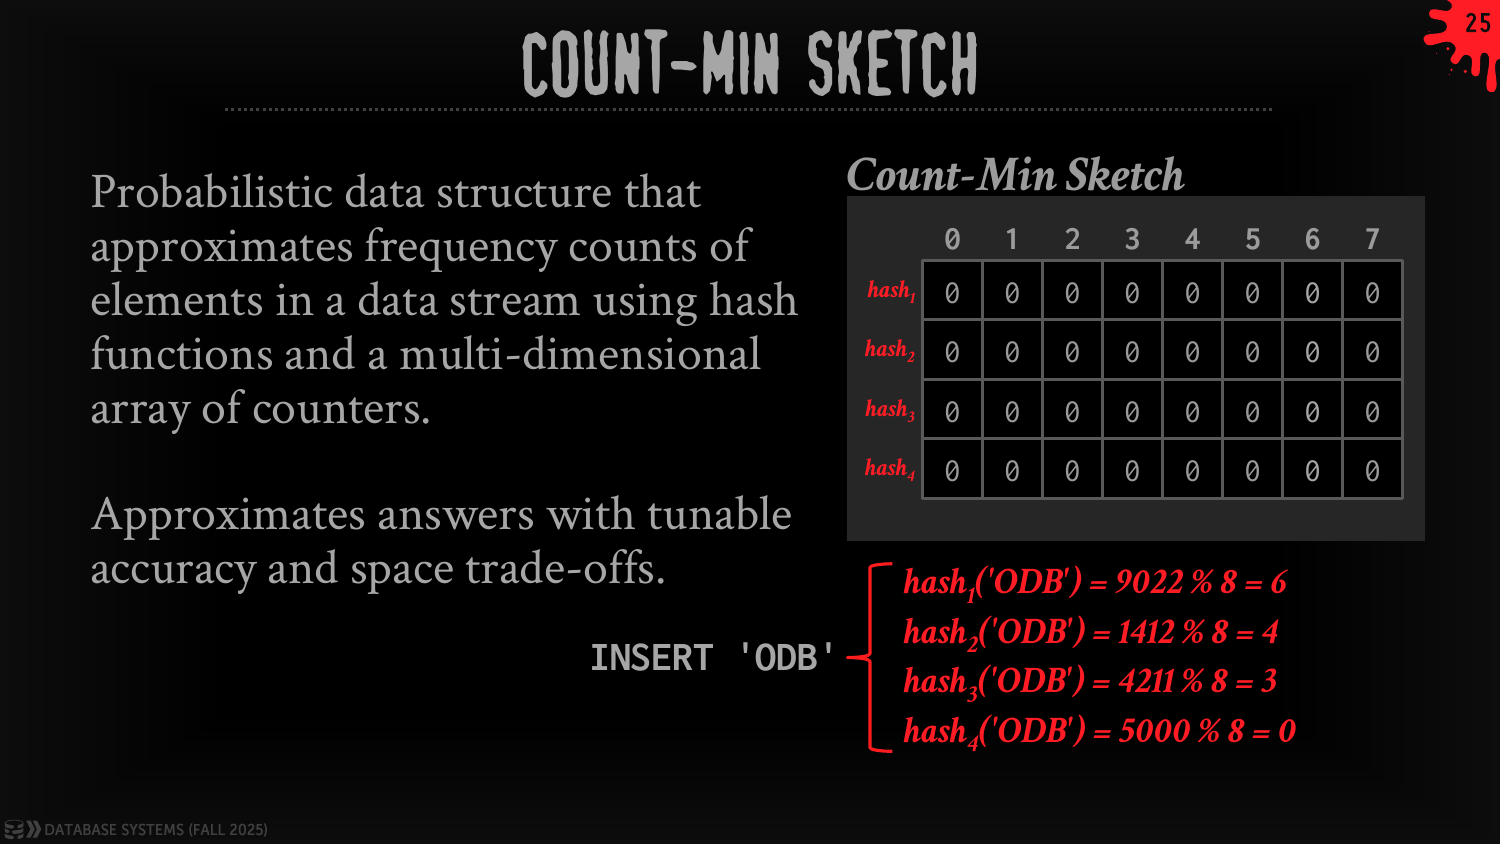 25
COUNT-MIN SKETCH
Probabilistic data structure that
approximates frequency counts of
elements in a data stream using hash
functions and a multi-dimensional
array of counters.
Approximates answers with tunable
accuracy and space trade-offs.
Count-Min Sketch
0 1 2 3 4 5 6 7
hash1 0 0 0 0 0 0 0 0
hash2 0 0 0 0 0 0 0 0
hash3 0 0 0 0 0 0 0 0
hash4 0 0 0 0 0 0 0 0
INSERT 'ODB'
hash1('ODB') = 9022 % 8 = 6
hash2('ODB') = 1412 % 8 = 4
hash3('ODB') = 4211 % 8 = 3
hash4('ODB') = 5000 % 8 = 0
DATABASE SYSTEMS (FALL 2025)